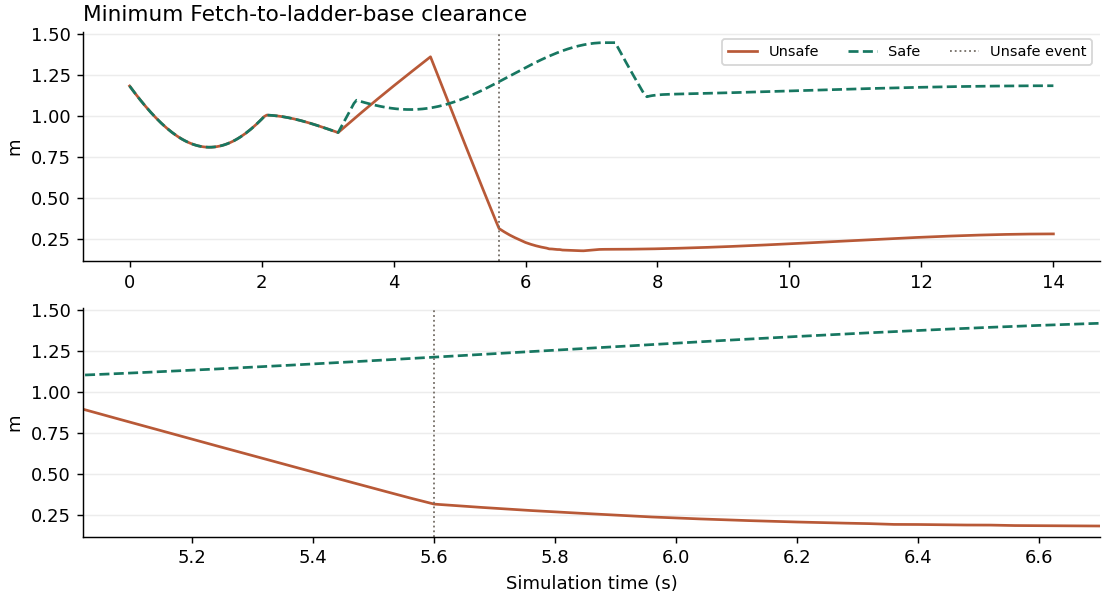 Minimum Fetch-to-ladder-base clearance
Unsafe Safe Unsafe event
1.50
1.25
1.00
0.75
0.50
0.25
m
0 2 4 6 8 10 12 14
1.50
1.25
1.00
0.75
0.50
0.25
m
5.2 5.4 5.6 5.8 6.0 6.2 6.4 6.6
Simulation time (s)